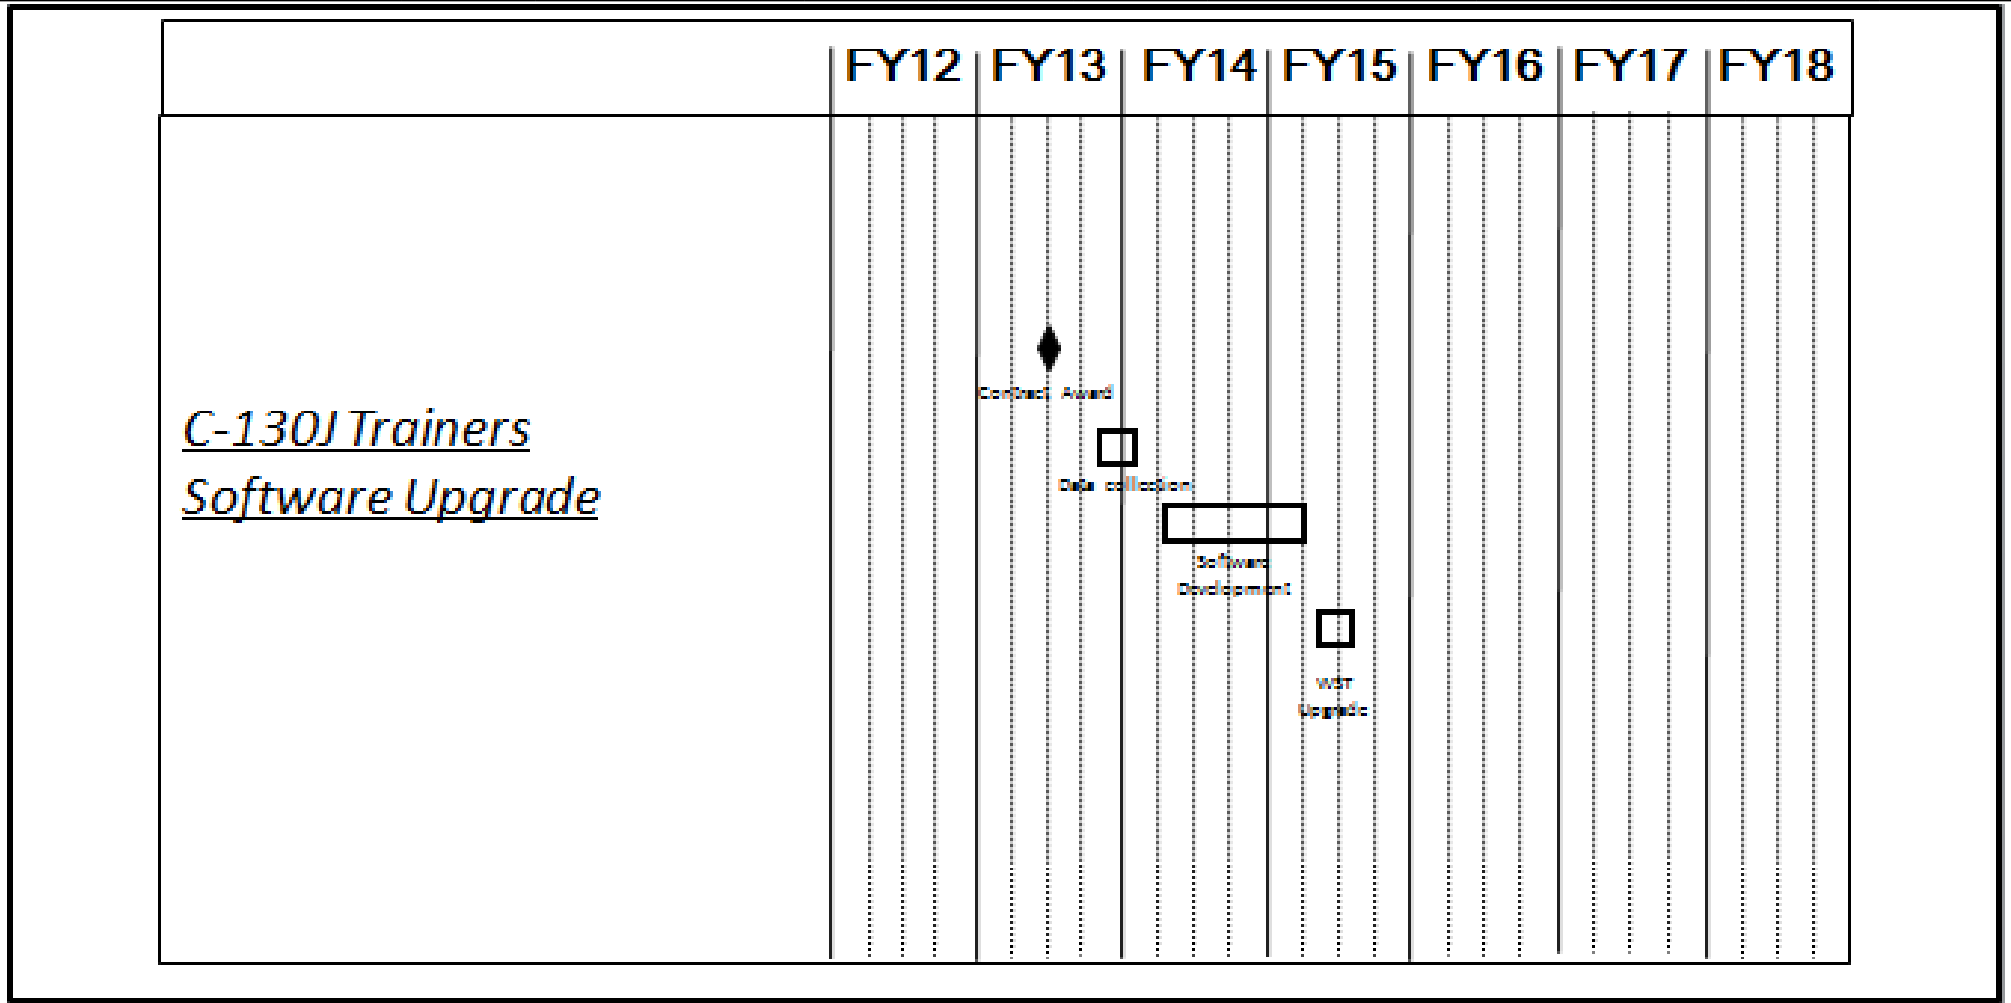 FY12 FY13 FY14 FY15 FY16 FY17 FY18
Contract Award
C-130J Trainers
Software Upgrade
Data collection
Software
Development
WST
Upgrade